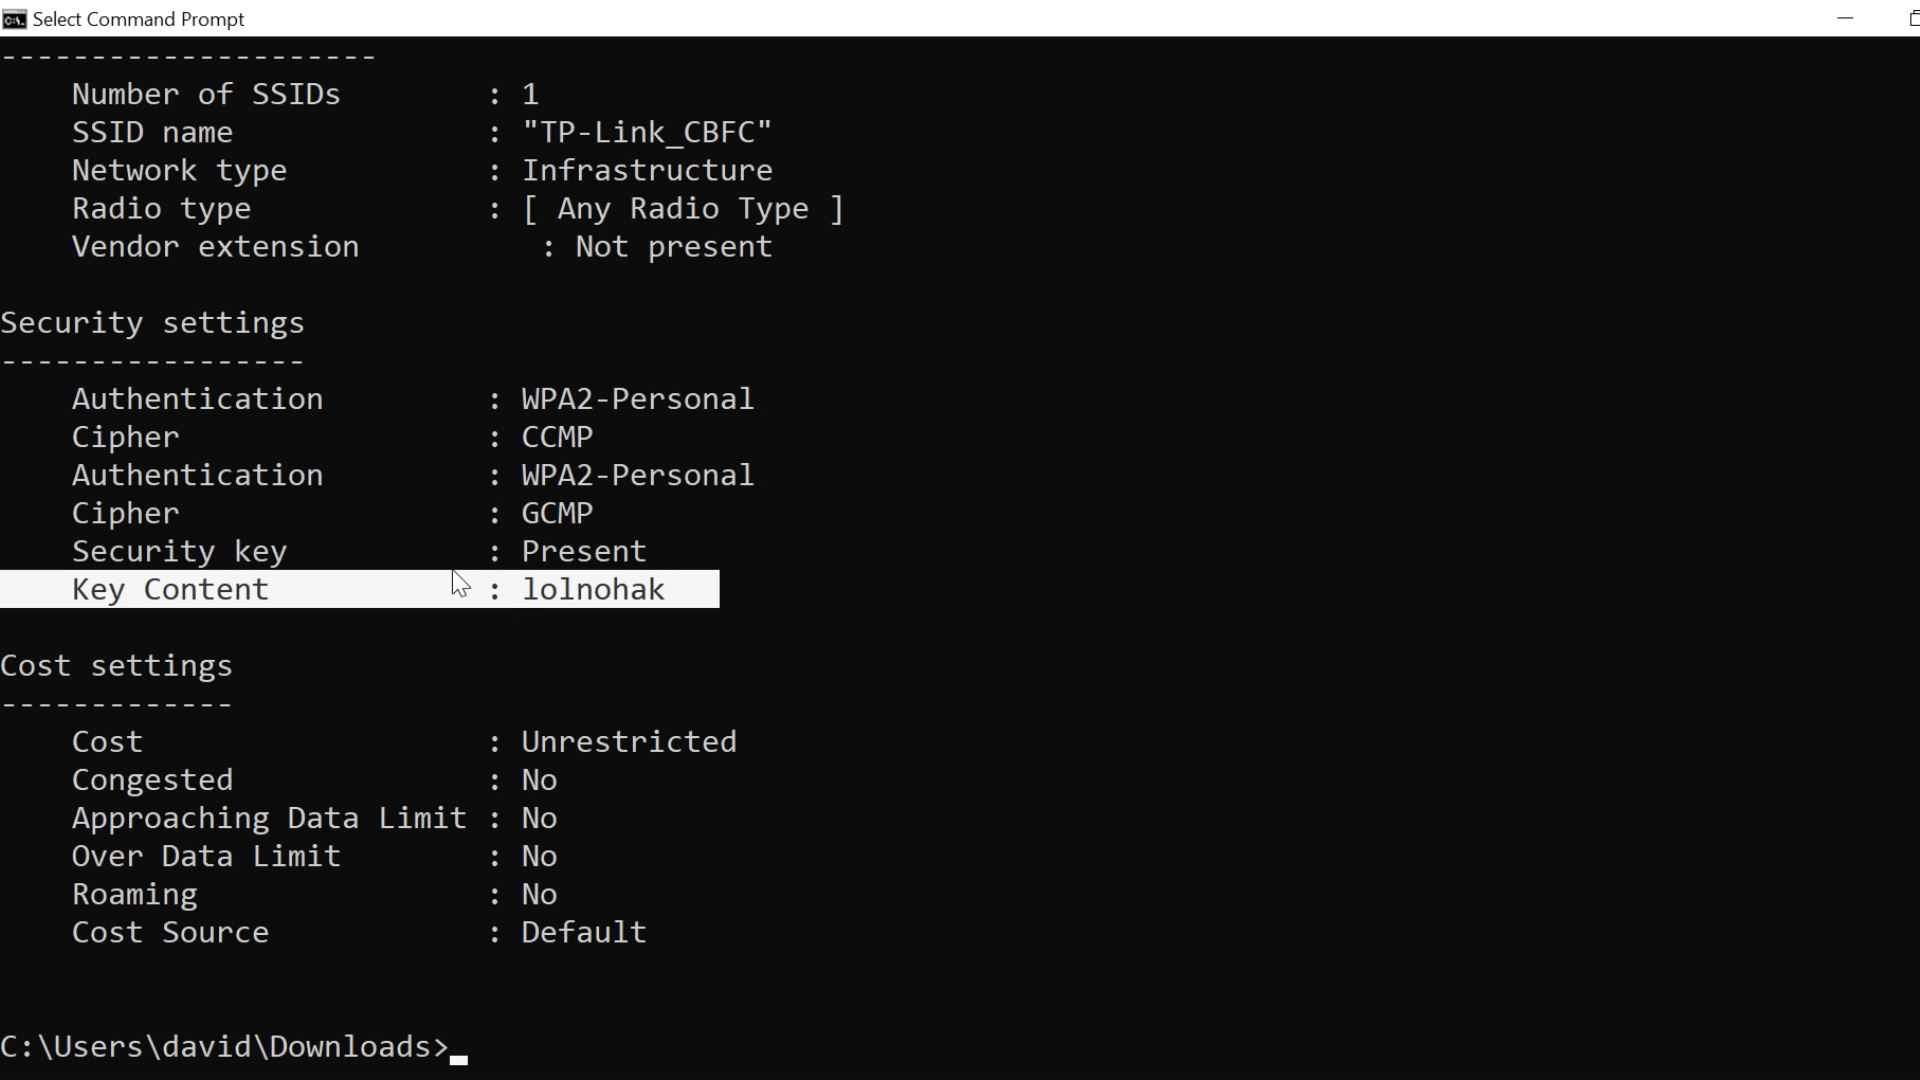 Select Command Prompt
---------------------
Number of SSIDs : 1
SSID name : "TP-Link_CBFC"
Network type : Infrastructure
Radio type : [ Any Radio Type ]
Vendor extension : Not present
Security settings
-----------------
Authentication : WPA2-Personal
Cipher : CCMP
Authentication : WPA2-Personal
Cipher : GCMP
Security key : Present
Key Content : lolnohak
Cost settings
-------------
Cost : Unrestricted
Congested : No
Approaching Data Limit : No
Over Data Limit : No
Roaming : No
Cost Source : Default
C:\Users\david\Downloads>